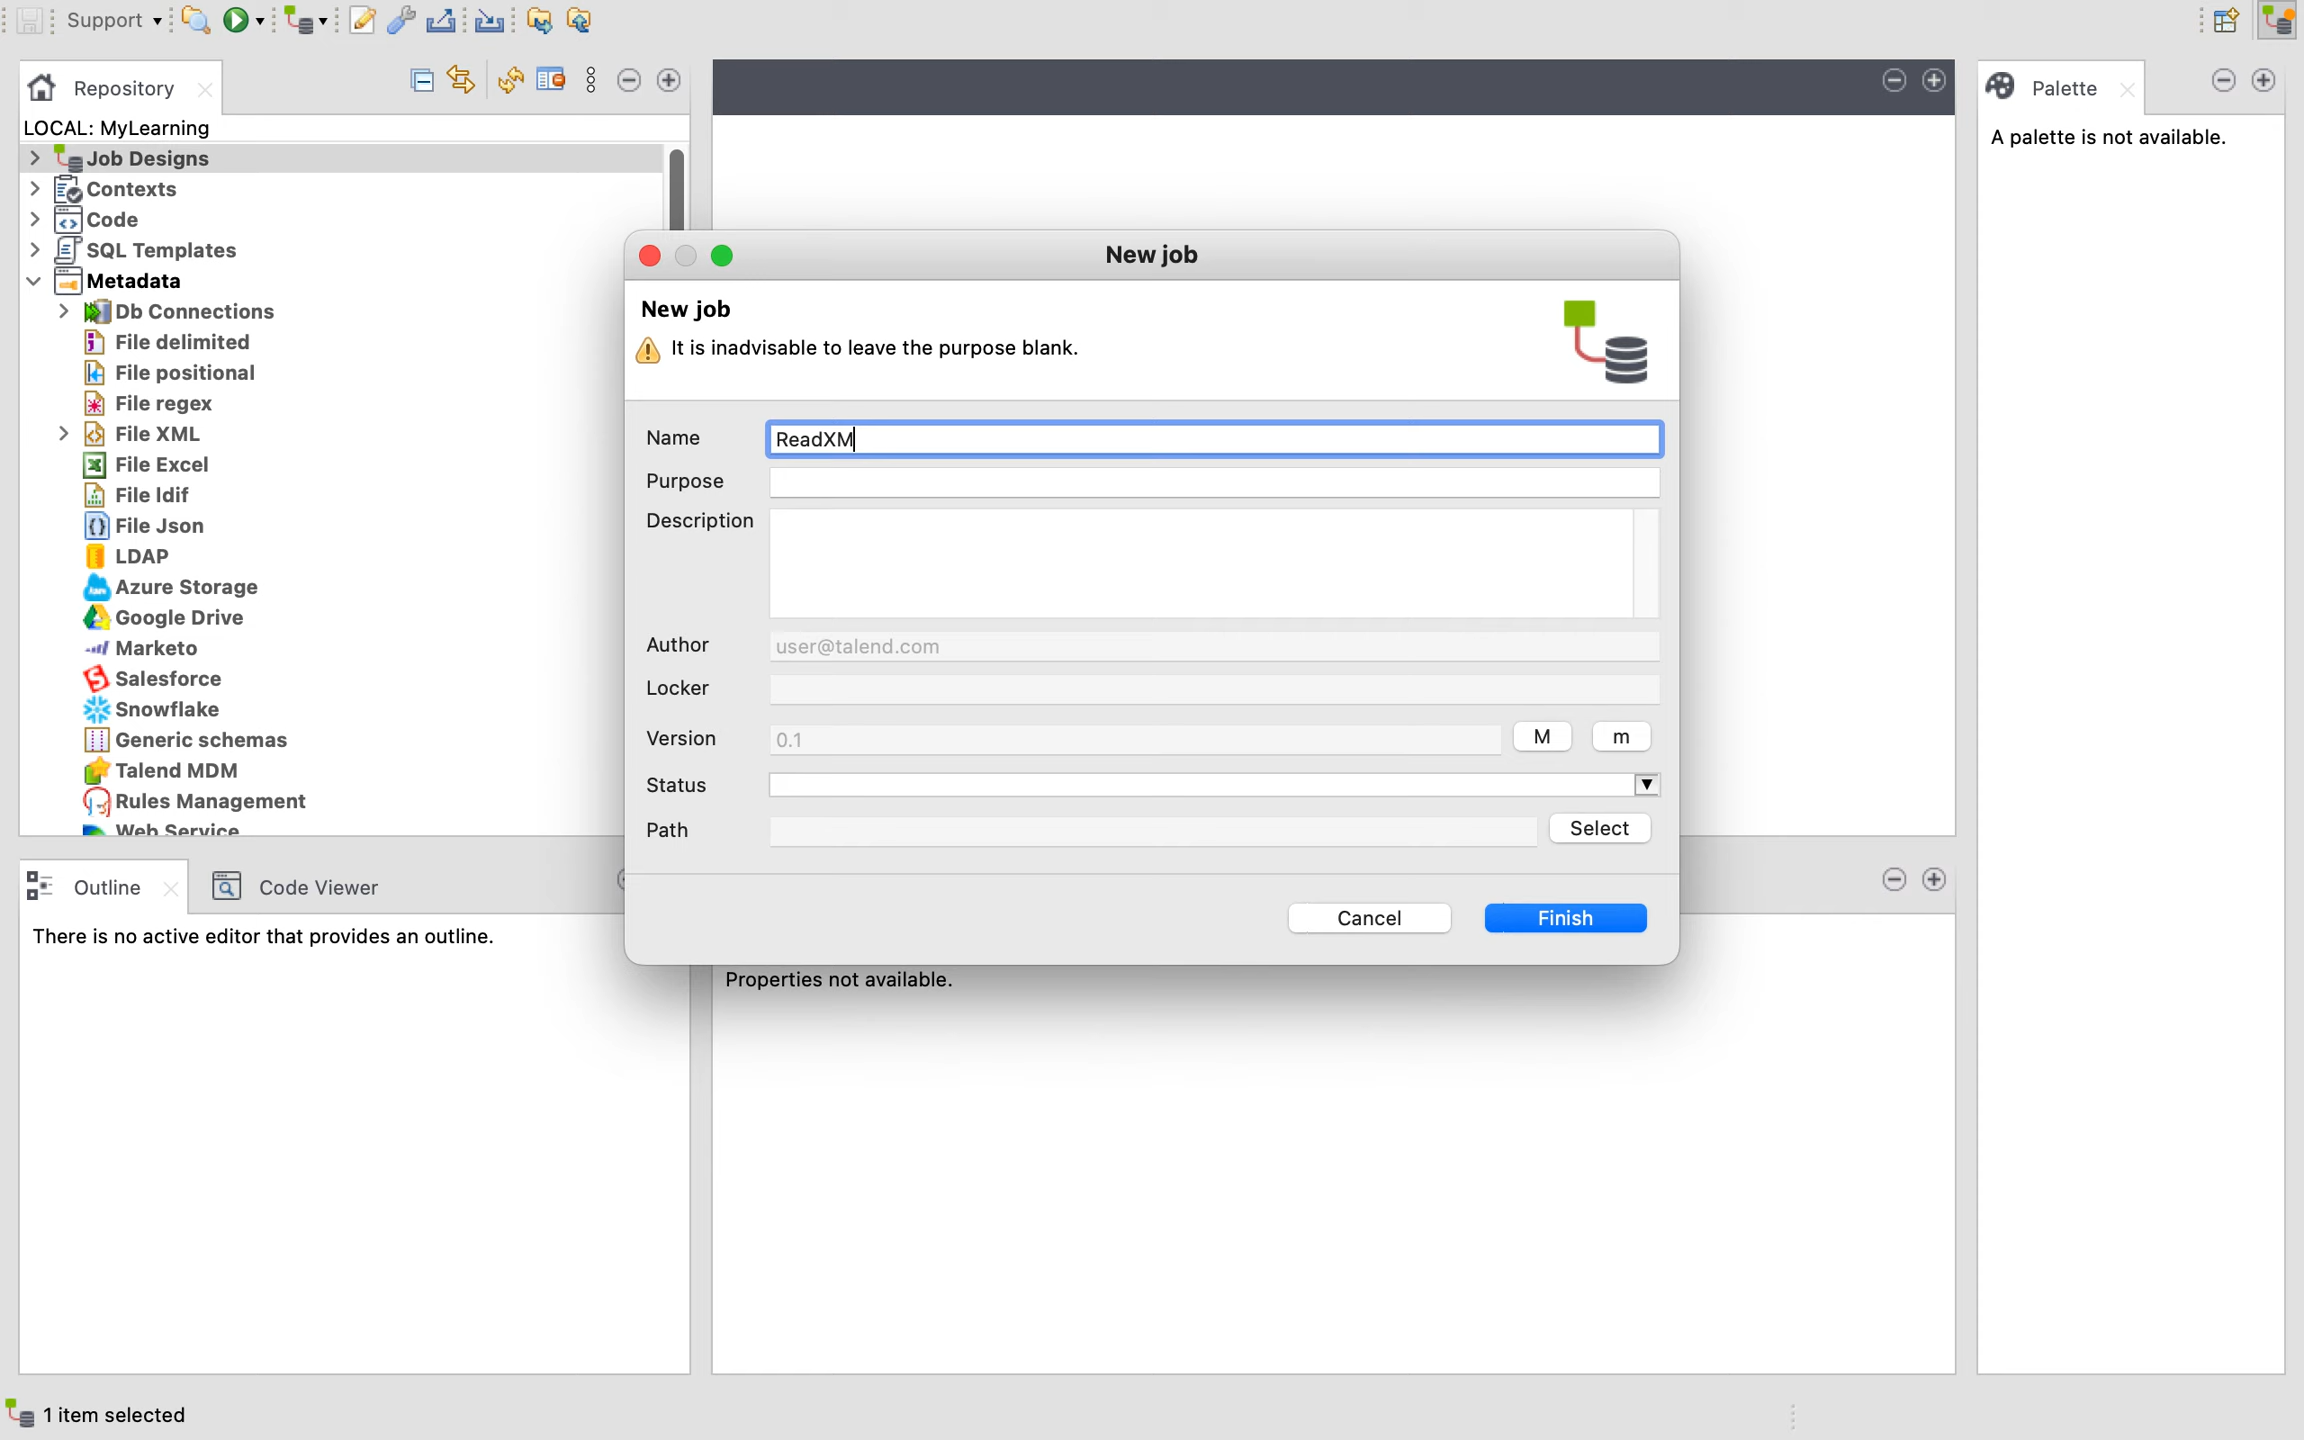 Support
Repository
LOCAL: MyLearning
Job Designs
Contexts
Code
SQL Templates
Metadata
Db Connections
File delimited
File positional
File regex
File XML
File Excel
File ldif
File Json
LDAP
Azure Storage
Google Drive
Marketo
Salesforce
Snowflake
Generic schemas
Talend MDM
Rules Management
Web Service
Outline
Code Viewer
There is no active editor that provides an outline.
New job
New job
It is inadvisable to leave the purpose blank.
Name ReadXM
Purpose
Description
Author user@talend.com
Locker
Version 0.1 M m
Status
Path Select
Cancel Finish
Properties not available.
Palette
A palette is not available.
1 item selected